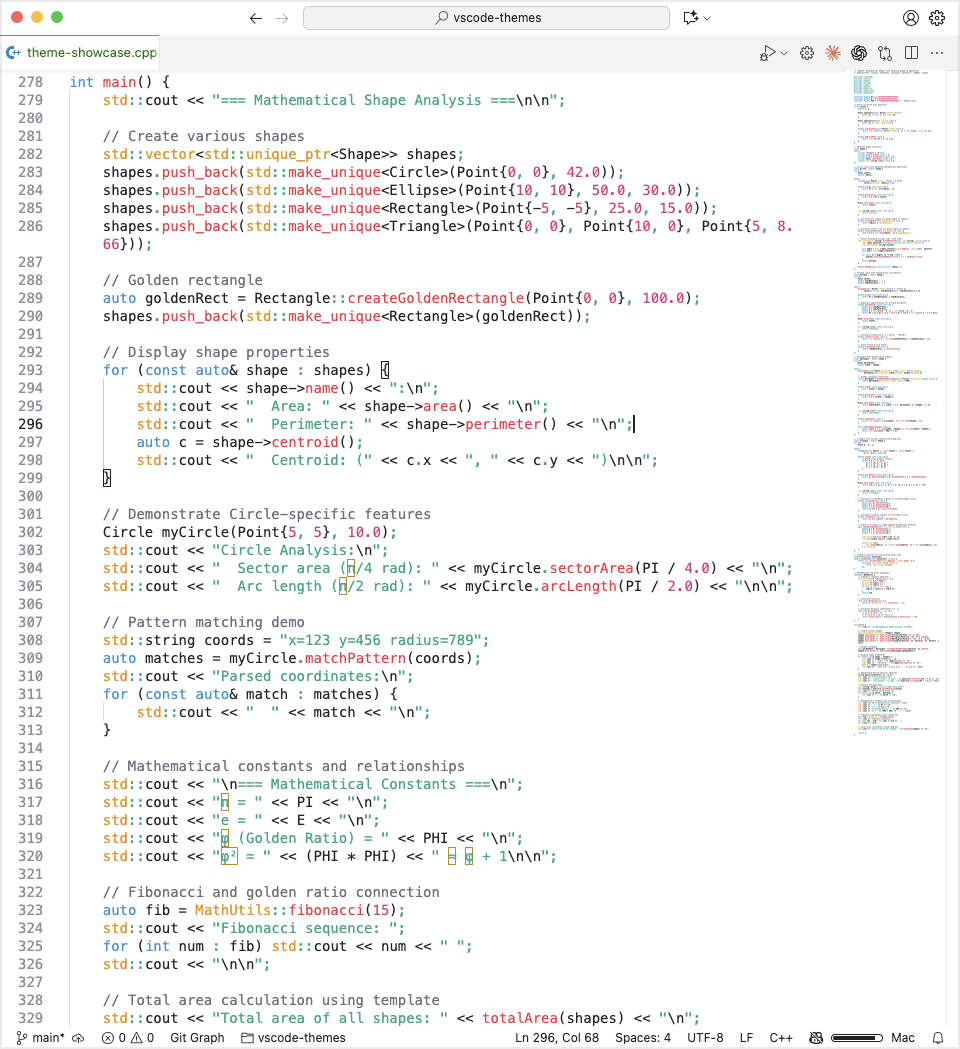 vscode-themes
theme-showcase.cpp
278 int main() {
279 std::cout << "=== Mathematical Shape Analysis ===\n\n";
280
281 // Create various shapes
282 std::vector<std::unique_ptr<Shape>> shapes;
283 shapes.push_back(std::make_unique<Circle>(Point{0, 0}, 42.0));
284 shapes.push_back(std::make_unique<Ellipse>(Point{10, 10}, 50.0, 30.0));
285 shapes.push_back(std::make_unique<Rectangle>(Point{-5, -5}, 25.0, 15.0));
286 shapes.push_back(std::make_unique<Triangle>(Point{0, 0}, Point{10, 0}, Point{5, 8.
66}));
287
288 // Golden rectangle
289 auto goldenRect = Rectangle::createGoldenRectangle(Point{0, 0}, 100.0);
290 shapes.push_back(std::make_unique<Rectangle>(goldenRect));
291
292 // Display shape properties
293 for (const auto& shape : shapes) {
294 std::cout << shape->name() << ":\n";
295 std::cout << "  Area: " << shape->area() << "\n";
296 std::cout << "  Perimeter: " << shape->perimeter() << "\n";
297 auto c = shape->centroid();
298 std::cout << "  Centroid: (" << c.x << ", " << c.y << ")\n\n";
299 }
300
301 // Demonstrate Circle-specific features
302 Circle myCircle(Point{5, 5}, 10.0);
303 std::cout << "Circle Analysis:\n";
304 std::cout << "  Sector area (π/4 rad): " << myCircle.sectorArea(PI / 4.0) << "\n";
305 std::cout << "  Arc length (π/2 rad): " << myCircle.arcLength(PI / 2.0) << "\n\n";
306
307 // Pattern matching demo
308 std::string coords = "x=123 y=456 radius=789";
309 auto matches = myCircle.matchPattern(coords);
310 std::cout << "Parsed coordinates:\n";
311 for (const auto& match : matches) {
312 std::cout << "  " << match << "\n";
313 }
314
315 // Mathematical constants and relationships
316 std::cout << "\n=== Mathematical Constants ===\n";
317 std::cout << "π = " << PI << "\n";
318 std::cout << "e = " << E << "\n";
319 std::cout << "φ (Golden Ratio) = " << PHI << "\n";
320 std::cout << "φ² = " << (PHI * PHI) << " ≈ φ + 1\n\n";
321
322 // Fibonacci and golden ratio connection
323 auto fib = MathUtils::fibonacci(15);
324 std::cout << "Fibonacci sequence: ";
325 for (int num : fib) std::cout << num << " ";
326 std::cout << "\n\n";
327
328 // Total area calculation using template
329 std::cout << "Total area of all shapes: " << totalArea(shapes) << "\n";
main* 0 0 Git Graph vscode-themes Ln 296, Col 68 Spaces: 4 UTF-8 LF C++ Mac